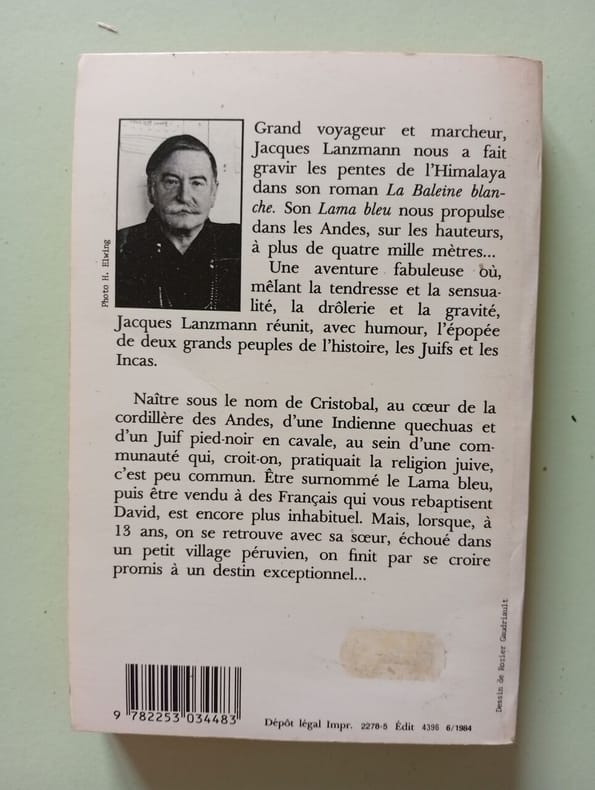 Grand voyageur et marcheur,
Jacques Lanzmann nous a fait
gravir les pentes de l'Himalaya
dans son roman La Baleine blan-
che. Son Lama bleu nous propulse
dans les Andes, sur les hauteurs,
à plus de quatre mille mètres...
Une aventure fabuleuse où,
mêlant la tendresse et la sensua-
lité, la drôlerie et la gravité,
Jacques Lanzmann réunit, avec humour, l'épopée
de deux grands peuples de l'histoire, les Juifs et les
Incas.
Photo H. Elwing
Naître sous le nom de Cristobal, au cœur de la
cordillère des Andes, d'une Indienne quechuas et
d'un Juif pied-noir en cavale, au sein d'une com-
munauté qui, croit-on, pratiquait la religion juive,
c'est peu commun. Être surnommé le Lama bleu,
puis être vendu à des Français qui vous rebaptisent
David, est encore plus inhabituel. Mais, lorsque, à
13 ans, on se retrouve avec sa sœur, échoué dans
un petit village péruvien, on finit par se croire
promis à un destin exceptionnel...
Dessin de Rozier Gaudriault
9 782253 034483
Dépôt légal Impr. 2278-5 Édit 4396 6/1984